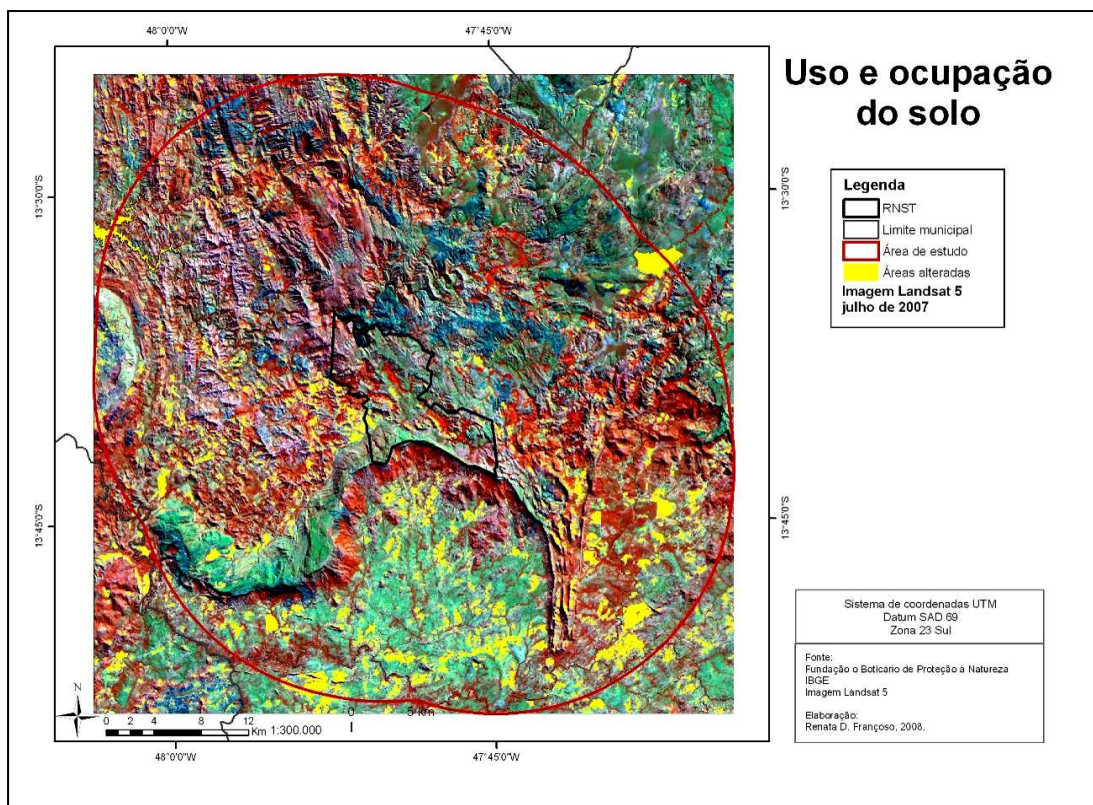 48°0'0"W
47°45'0"W
Uso e ocupação
do solo
13°30'0"S
13°30'0"S
Legenda
RNST
Limite municipal
Área de estudo
Áreas alteradas
Imagem Landsat 5
julho de 2007
13°45'0"S
13°45'0"S
Sistema de coordenadas UTM
Datum SAD 69
Zona 23 Sul
Fonte:
Fundação o Boticário de Proteção à Natureza
IBGE
Imagem Landsat 5
Elaboração:
Renata D. Françoso, 2008.
N
0 2 4 8 12
Km 1:300.000
0 5 km
48°0'0"W
47°45'0"W